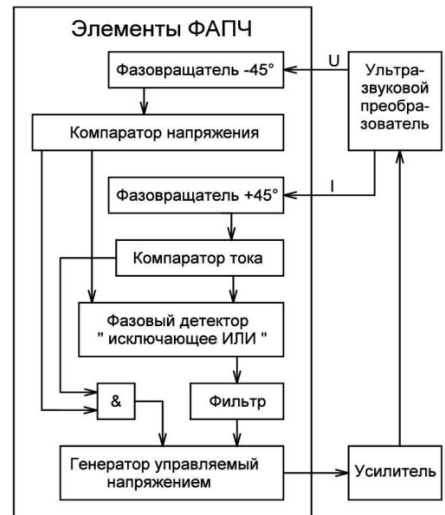 Элементы ФАПЧ
Фазовращатель -45°
U
Ультра-
звуковой
преобра-
зователь
Компаратор напряжения
Фазовращатель +45°
I
Компаратор тока
Фазовый детектор
" исключающее ИЛИ "
&
Фильтр
Генератор управляемый
напряжением
Усилитель